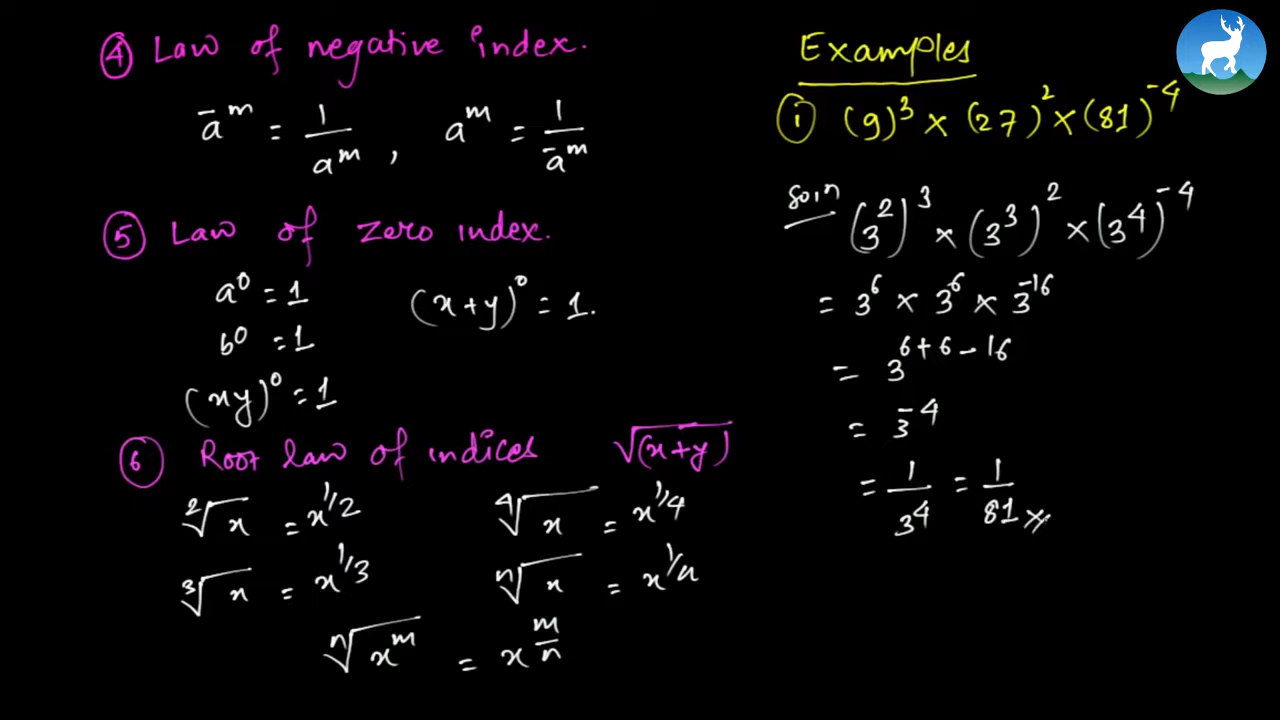 ④ Law of negative index.
a⁻ᵐ = 1/aᵐ , aᵐ = 1/a⁻ᵐ
⑤ Law of zero index.
a⁰ = 1
(x+y)⁰ = 1.
b⁰ = 1
(xy)⁰ = 1
⑥ Root law of indices √(x+y)
²√x = x^1/2
⁴√x = x^1/4
³√x = x^1/3
ⁿ√x = x^1/n
ⁿ√xᵐ = x^m/n
Examples
ⓘ (9)³ × (27)² × (81)⁻⁴
Soln
(3²)³ × (3³)² × (3⁴)⁻⁴
= 3⁶ × 3⁶ × 3⁻¹⁶
= 3⁶⁺⁶⁻¹⁶
= 3⁻⁴
= 1/3⁴ = 1/81